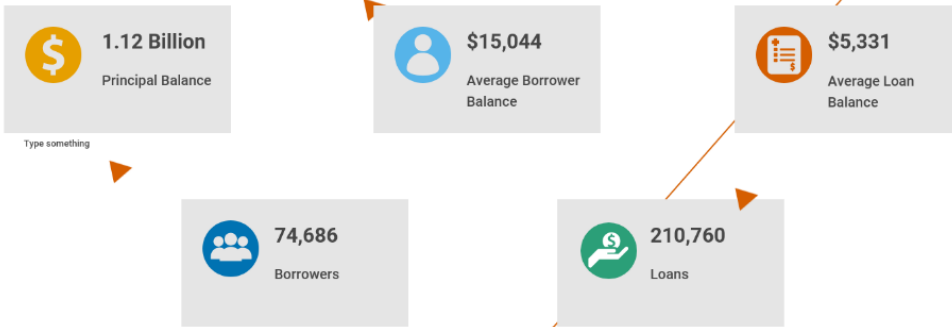 1.12 Billion
Principal Balance
$15,044
Average Borrower
Balance
$5,331
Average Loan
Balance
Type something
74,686
Borrowers
210,760
Loans